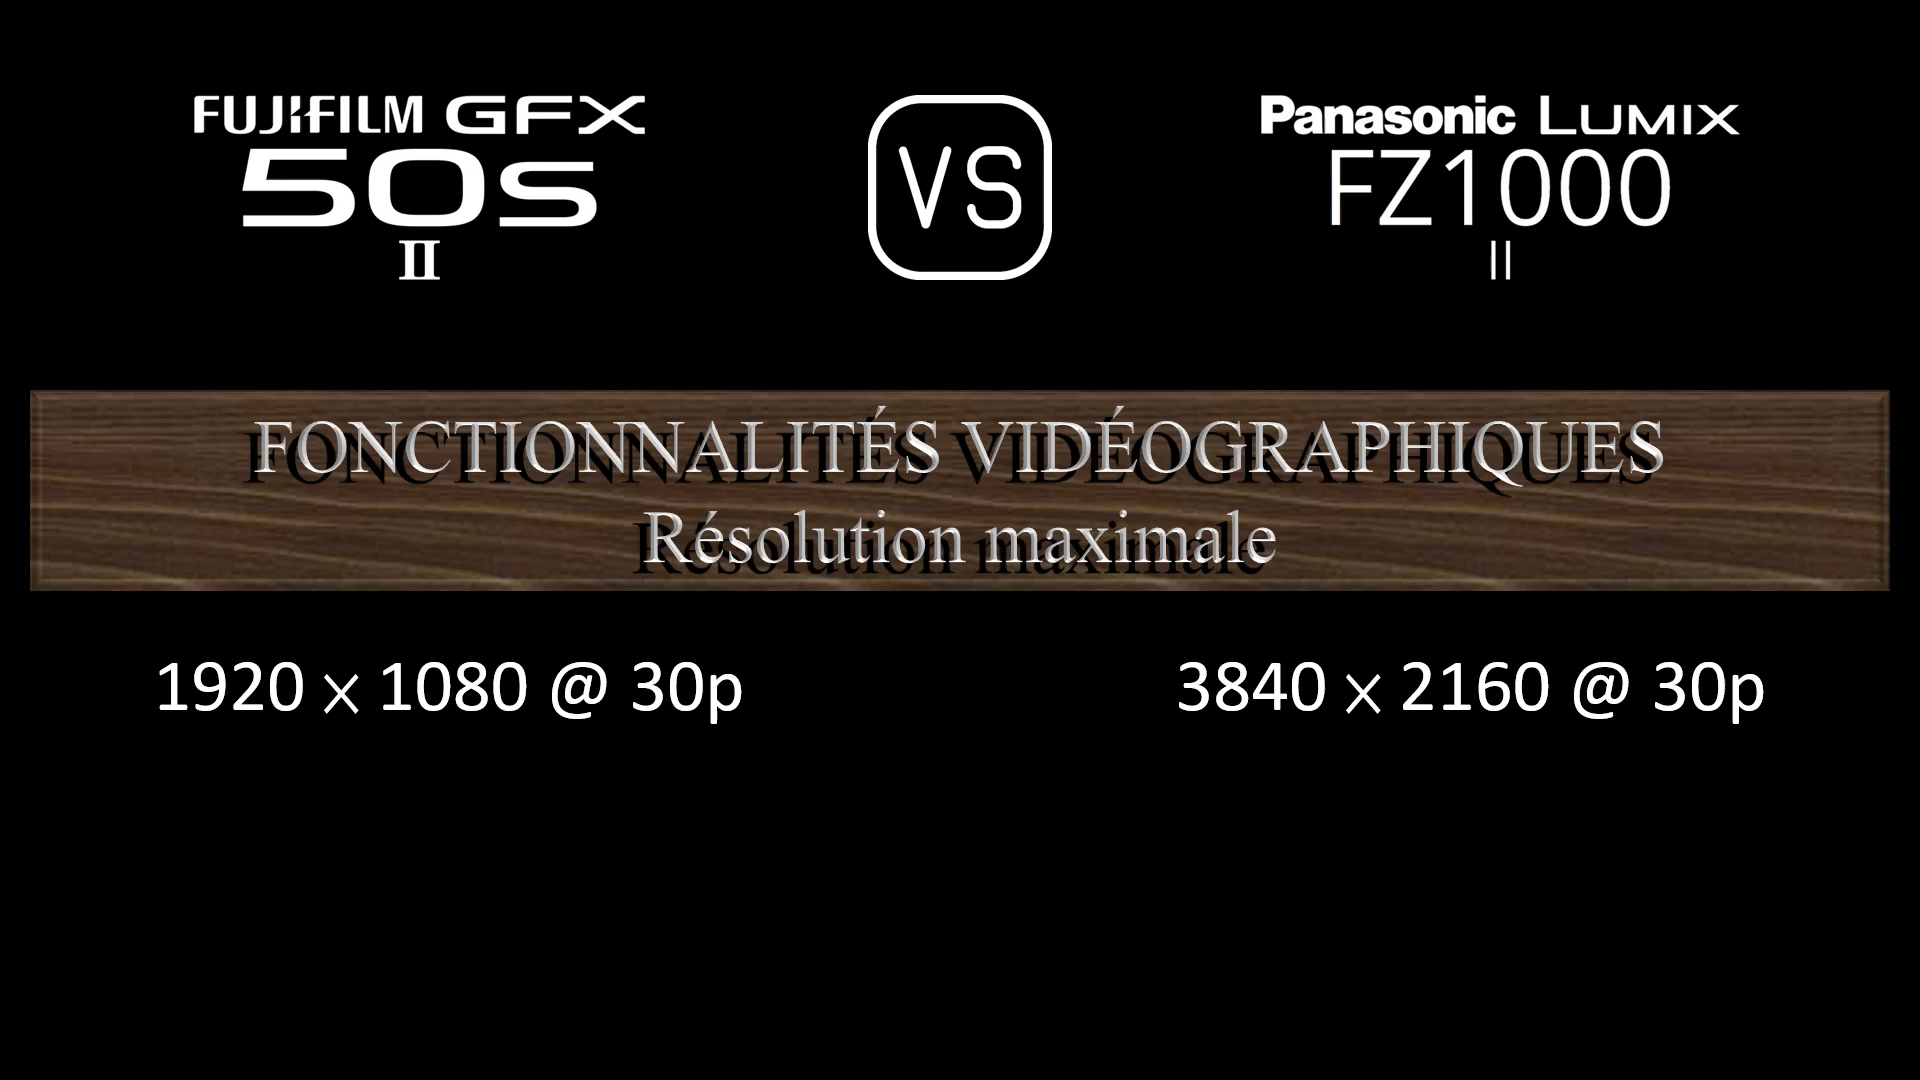 FUJIFILM GFX
50S
II
VS
Panasonic LUMIX
FZ1000
II
FONCTIONNALITÉS VIDÉOGRAPHIQUES
Résolution maximale
1920 x 1080 @ 30p
3840 x 2160 @ 30p